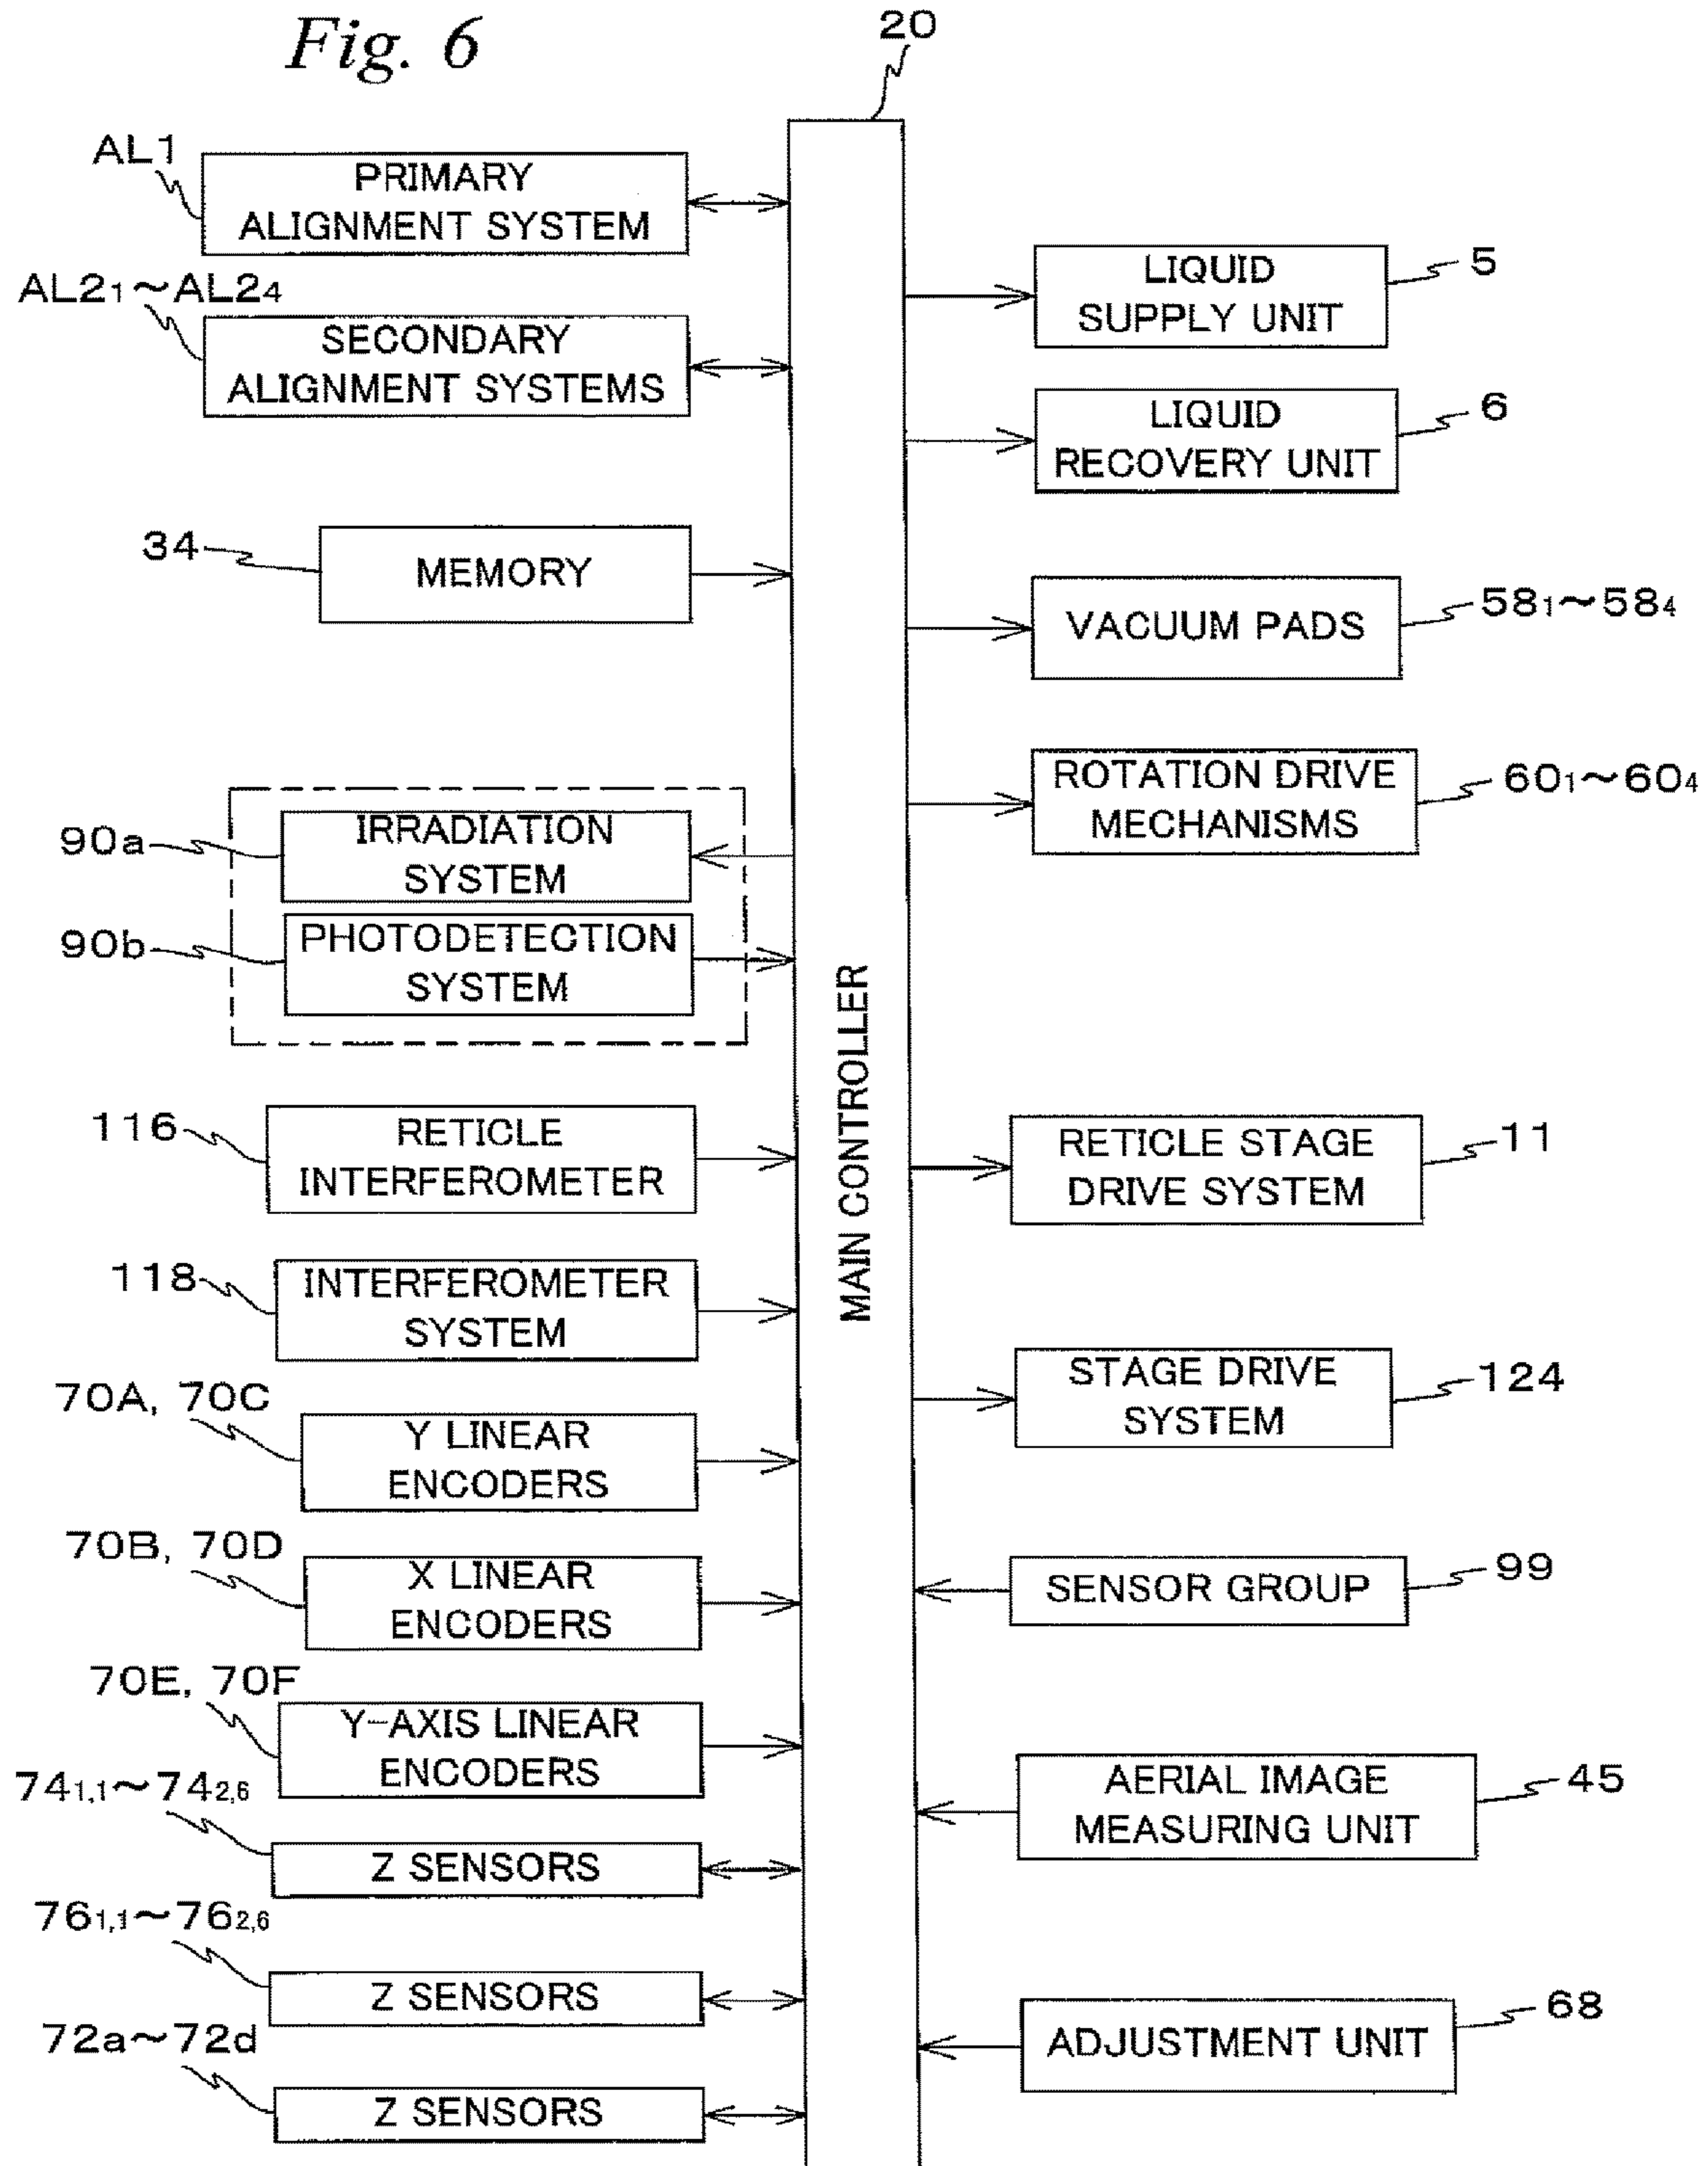 Fig. 6
20
AL1
PRIMARY
ALIGNMENT SYSTEM
AL2₁～AL2₄
SECONDARY
ALIGNMENT SYSTEMS
34
MEMORY
90a
IRRADIATION
SYSTEM
90b
PHOTODETECTION
SYSTEM
116
RETICLE
INTERFEROMETER
118
INTERFEROMETER
SYSTEM
70A, 70C
Y LINEAR
ENCODERS
70B, 70D
X LINEAR
ENCODERS
70E, 70F
Y-AXIS LINEAR
ENCODERS
74₁,₁～74₂,₆
Z SENSORS
76₁,₁～76₂,₆
Z SENSORS
72a～72d
Z SENSORS
MAIN CONTROLLER
LIQUID
SUPPLY UNIT
5
LIQUID
RECOVERY UNIT
6
VACUUM PADS
58₁～58₄
ROTATION DRIVE
MECHANISMS
60₁～60₄
RETICLE STAGE
DRIVE SYSTEM
11
STAGE DRIVE
SYSTEM
124
SENSOR GROUP
99
AERIAL IMAGE
MEASURING UNIT
45
ADJUSTMENT UNIT
68